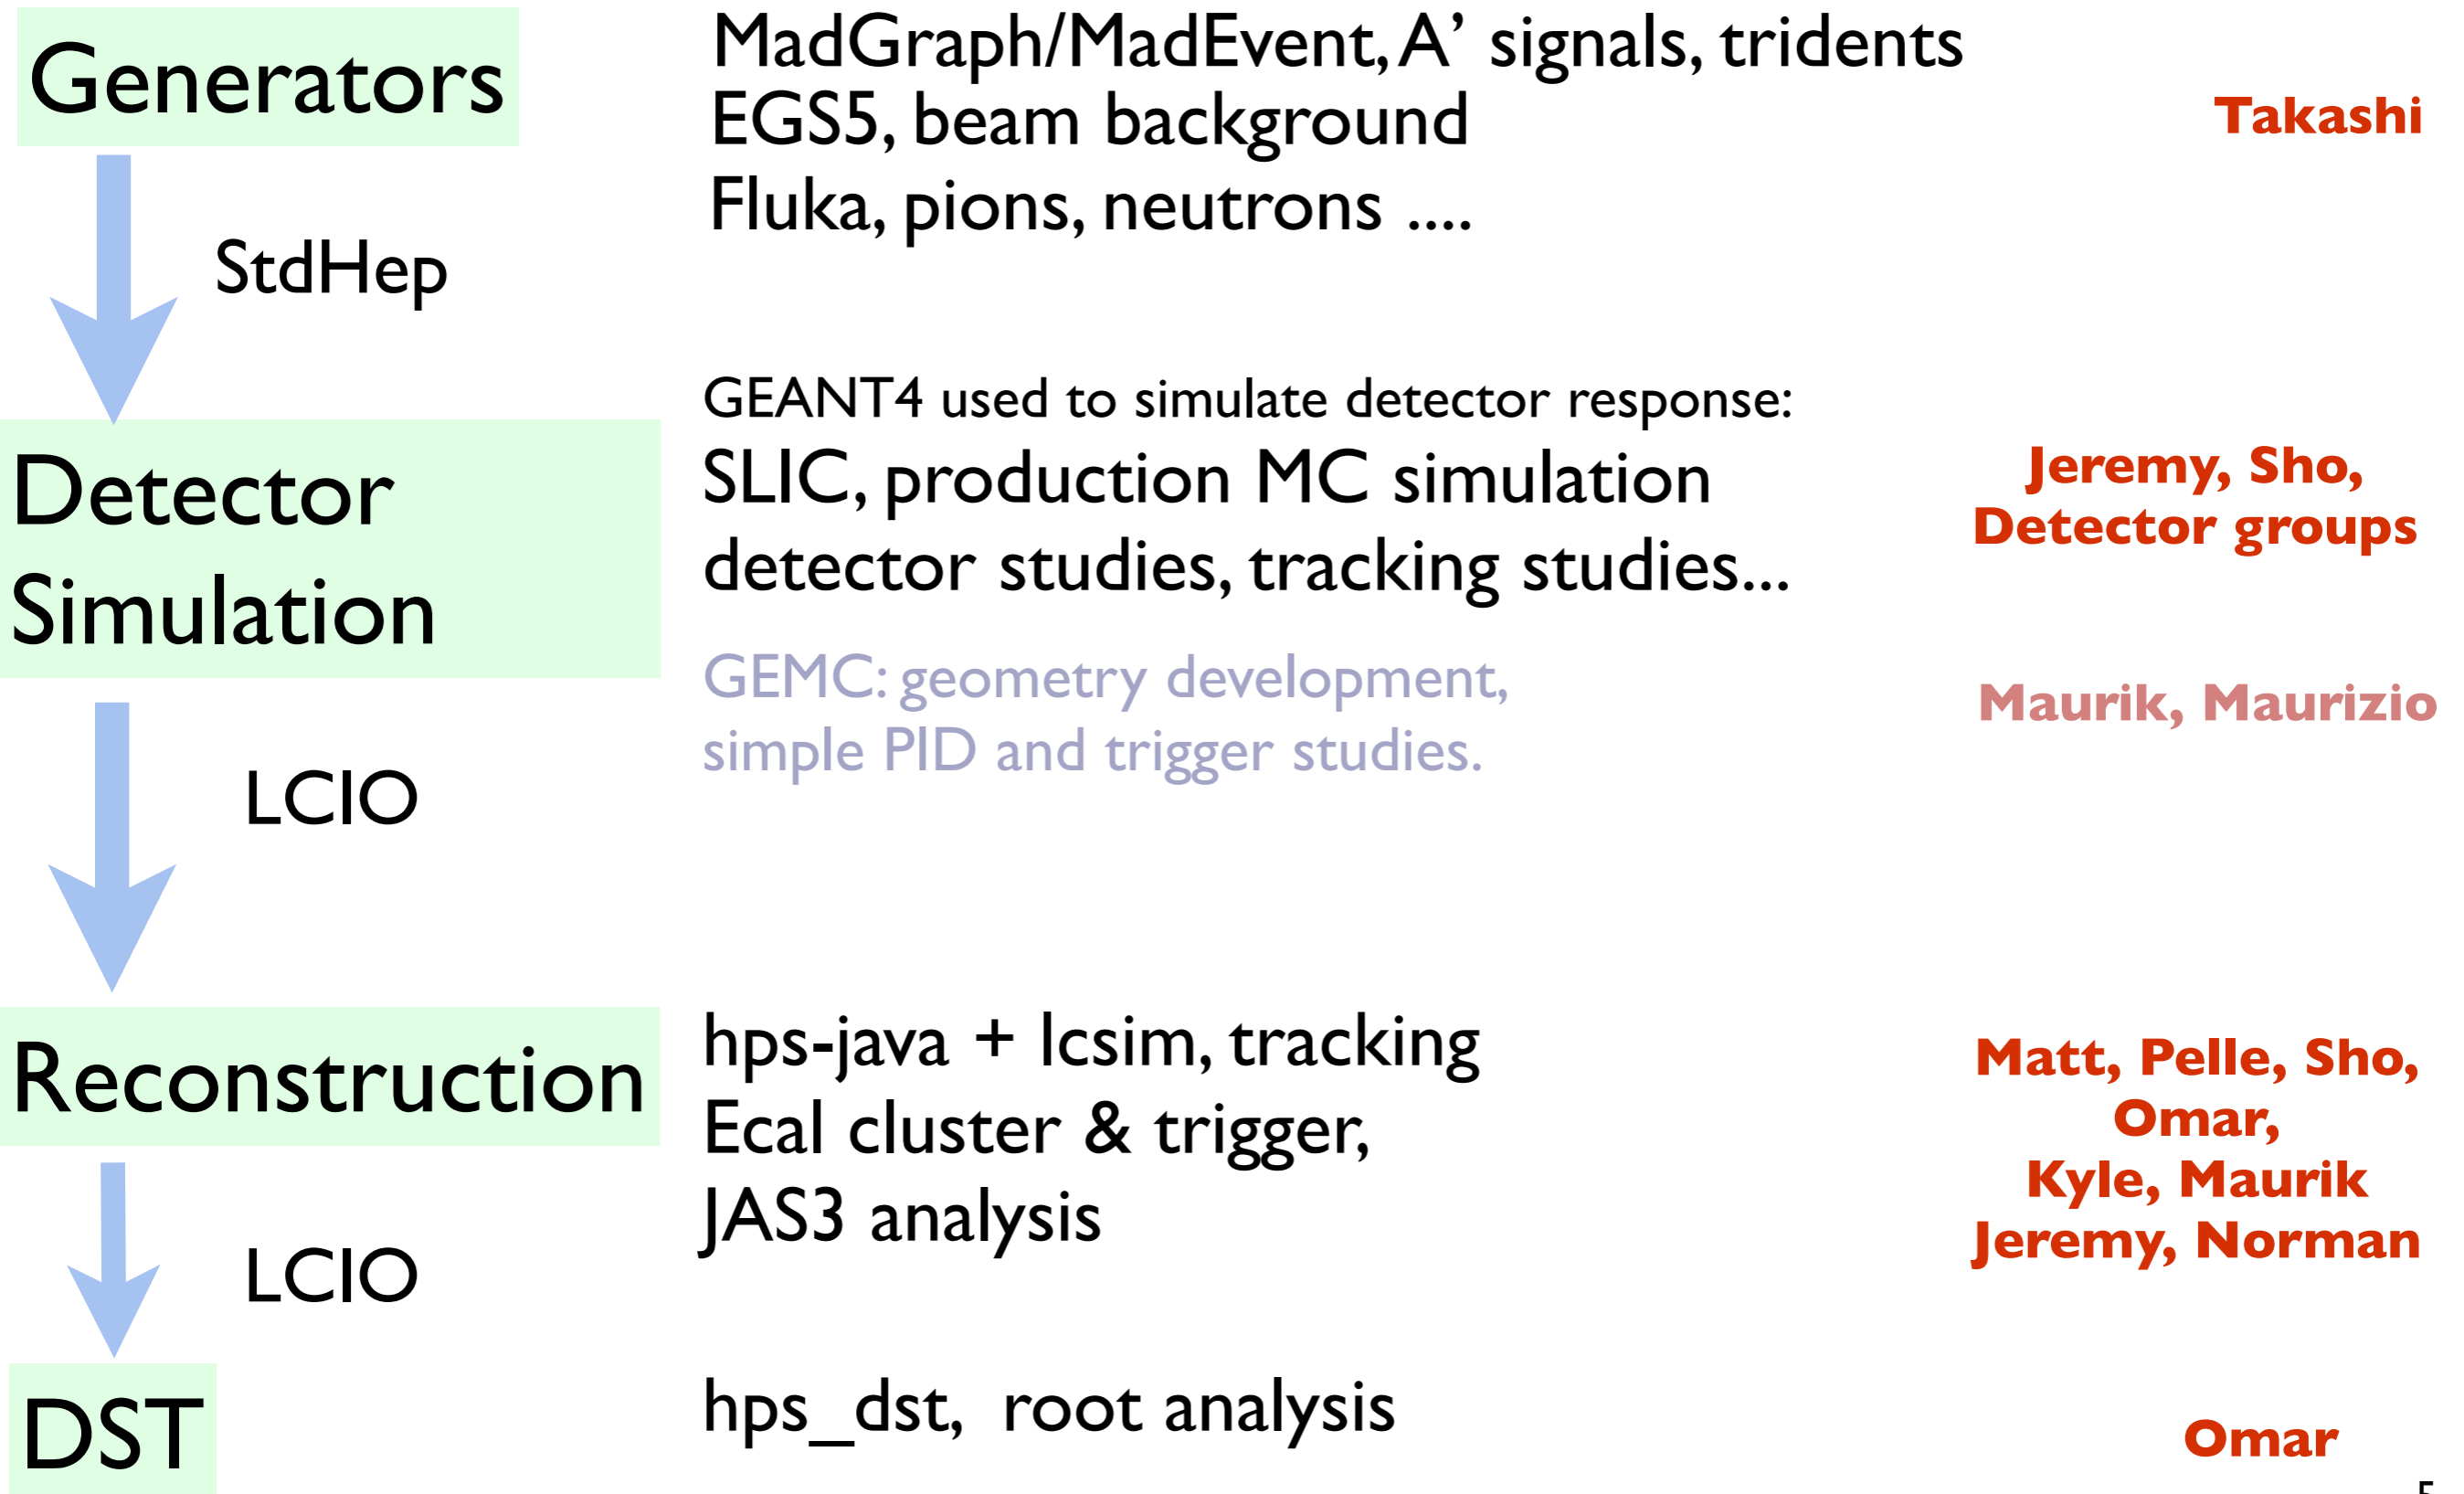 Generators
MadGraph/MadEvent, A’ signals, tridents
EGS5, beam background
Takashi
Fluka, pions, neutrons ....
StdHep
GEANT4 used to simulate detector response:
Detector
Simulation
SLIC, production MC simulation
detector studies, tracking studies...
Jeremy, Sho,
Detector groups
GEMC: geometry development,
simple PID and trigger studies.
Maurik, Maurizio
LCIO
Reconstruction
hps-java + lcsim, tracking
Ecal cluster & trigger,
JAS3 analysis
Matt, Pelle, Sho,
Omar,
Kyle, Maurik
Jeremy, Norman
LCIO
DST
hps_dst, root analysis
Omar